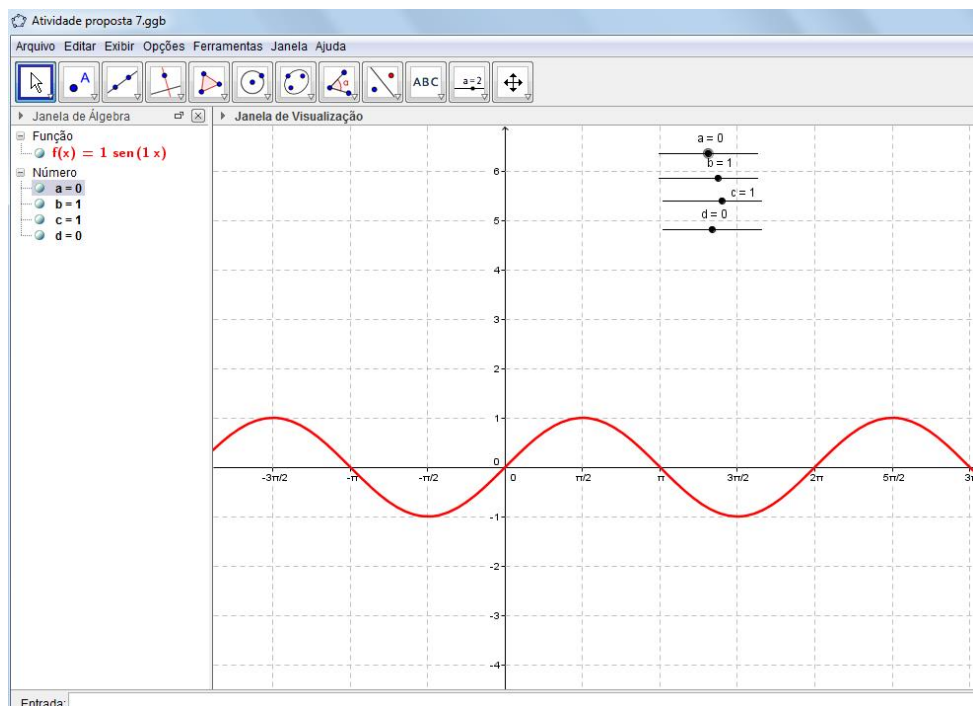 Atividade proposta 7.ggb
Arquivo Editar Exibir Opções Ferramentas Janela Ajuda
A ABC a=2
Janela de Álgebra
Janela de Visualização
Função
f(x) = 1 sen(1 x)
Número
a = 0
b = 1
c = 1
d = 0
a = 0
b = 1
c = 1
d = 0
6
5
4
3
2
1
0
-3π/2 -π -π/2 0 π/2 π 3π/2 2π 5π/2 3π
-1
-2
-3
-4
Entrada: